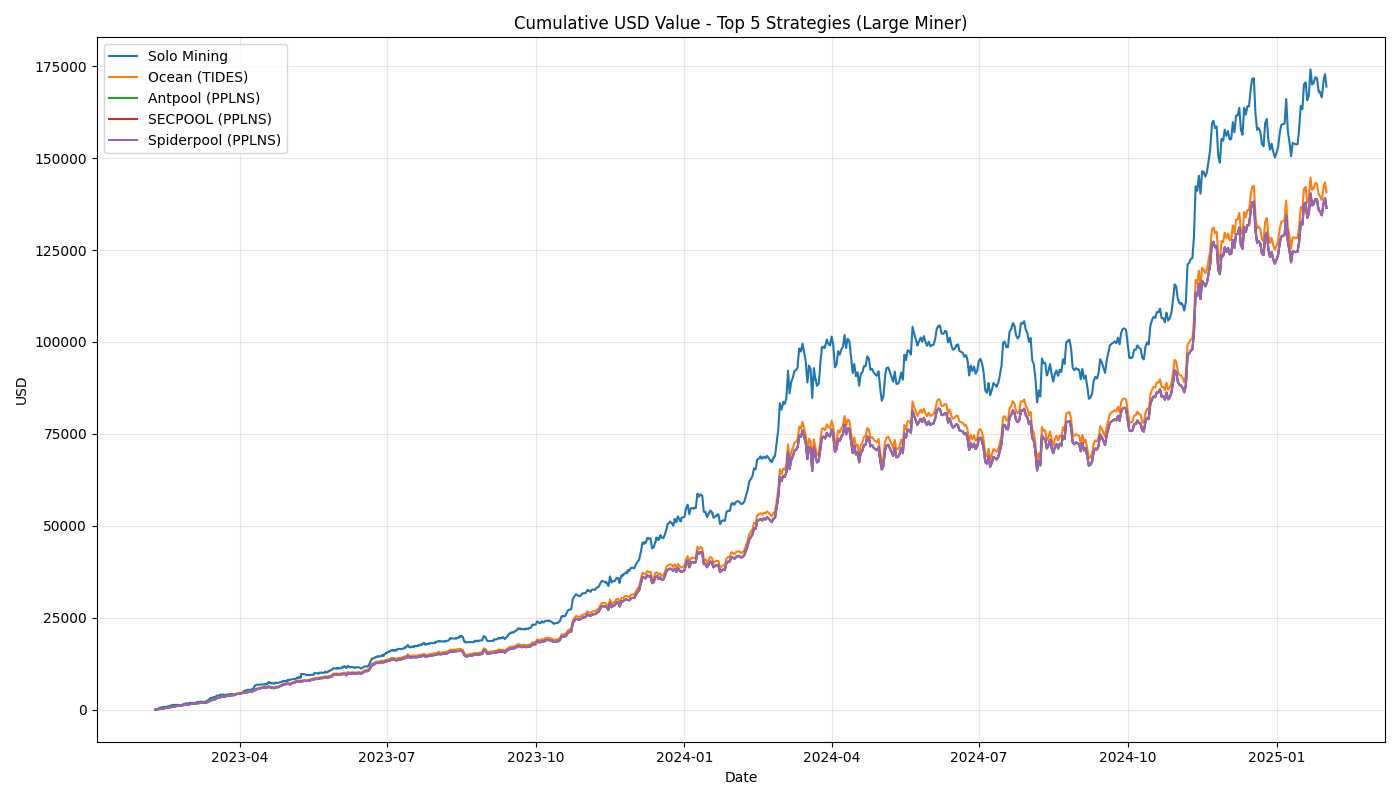 Cumulative USD Value - Top 5 Strategies (Large Miner)
Solo Mining
Ocean (TIDES)
Antpool (PPLNS)
SECPOOL (PPLNS)
Spiderpool (PPLNS)
175000
150000
125000
100000
75000
50000
25000
0
USD
2023-04
2023-07
2023-10
2024-01
2024-04
2024-07
2024-10
2025-01
Date